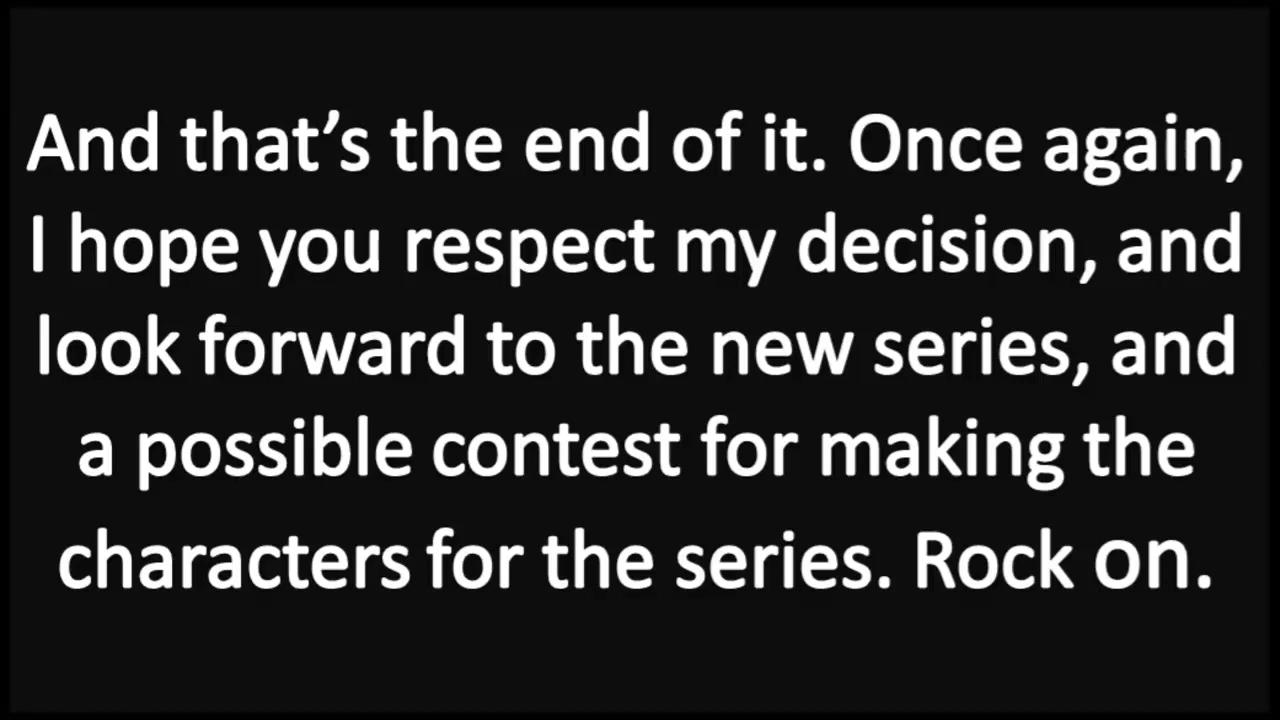 And that’s the end of it. Once again,
I hope you respect my decision, and
look forward to the new series, and
a possible contest for making the
characters for the series. Rock on.